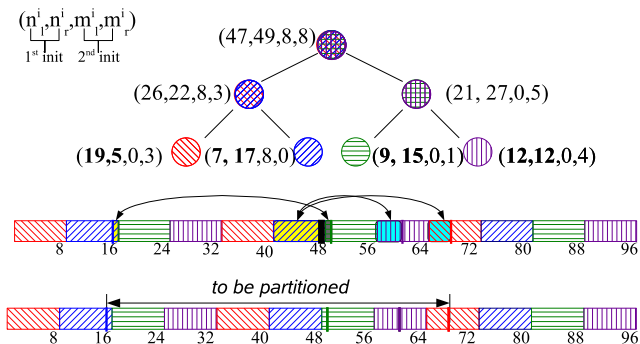 (n^i_l,n^i_r,m^i_l,m^i_r)
1st init 2nd init
(47,49,8,8)
(26,22,8,3) (21, 27,0,5)
(19,5,0,3) (7, 17,8,0) (9, 15,0,1) (12,12,0,4)
8 16 24 32 40 48 56 64 72 80 88 96
to be partitioned
8 16 24 32 40 48 56 64 72 80 88 96